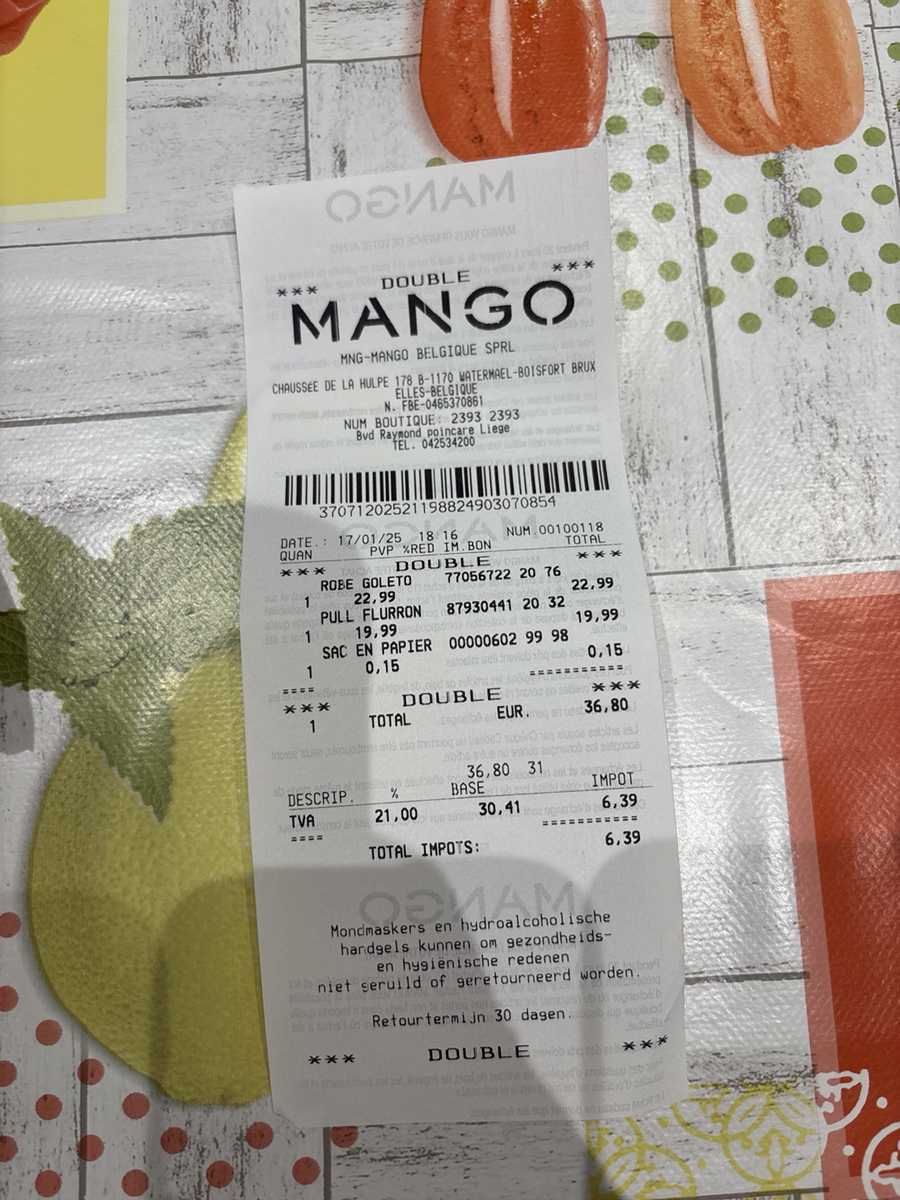 *** DOUBLE ***
MANGO
MNG-MANGO BELGIQUE SPRL
CHAUSSéE DE LA HULPE 178 B-1170 WATERMAEL-BOISFORT BRUX
ELLES-BELGIQUE
N. FBE-0465370861
NUM BOUTIQUE: 2393 2393
Bvd Raymond poincare Liege
TEL. 042534200
37071202521198824903070854
DATE.: 17/01/25 18:16 NUM.00100118
QUAN PVP %RED IM.BON TOTAL
*** DOUBLE ***
ROBE GOLETO 77056722 20 76
1 22,99 22,99
PULL FLURRON 87930441 20 32
1 19,99 19,99
SAC EN PAPIER 00000602 99 98
1 0,15 0,15
==== ===========
*** DOUBLE ***
1 TOTAL EUR. 36,80
36,80 31
DESCRIP. % BASE IMPOT
TVA 21,00 30,41 6,39
==== ===========
TOTAL IMPOTS: 6,39
Mondmaskers en hydroalcoholische
handgels kunnen om gezondheids-
en hygiënische redenen
niet geruild of geretourneerd worden.
Retourtermijn 30 dagen.
*** DOUBLE ***